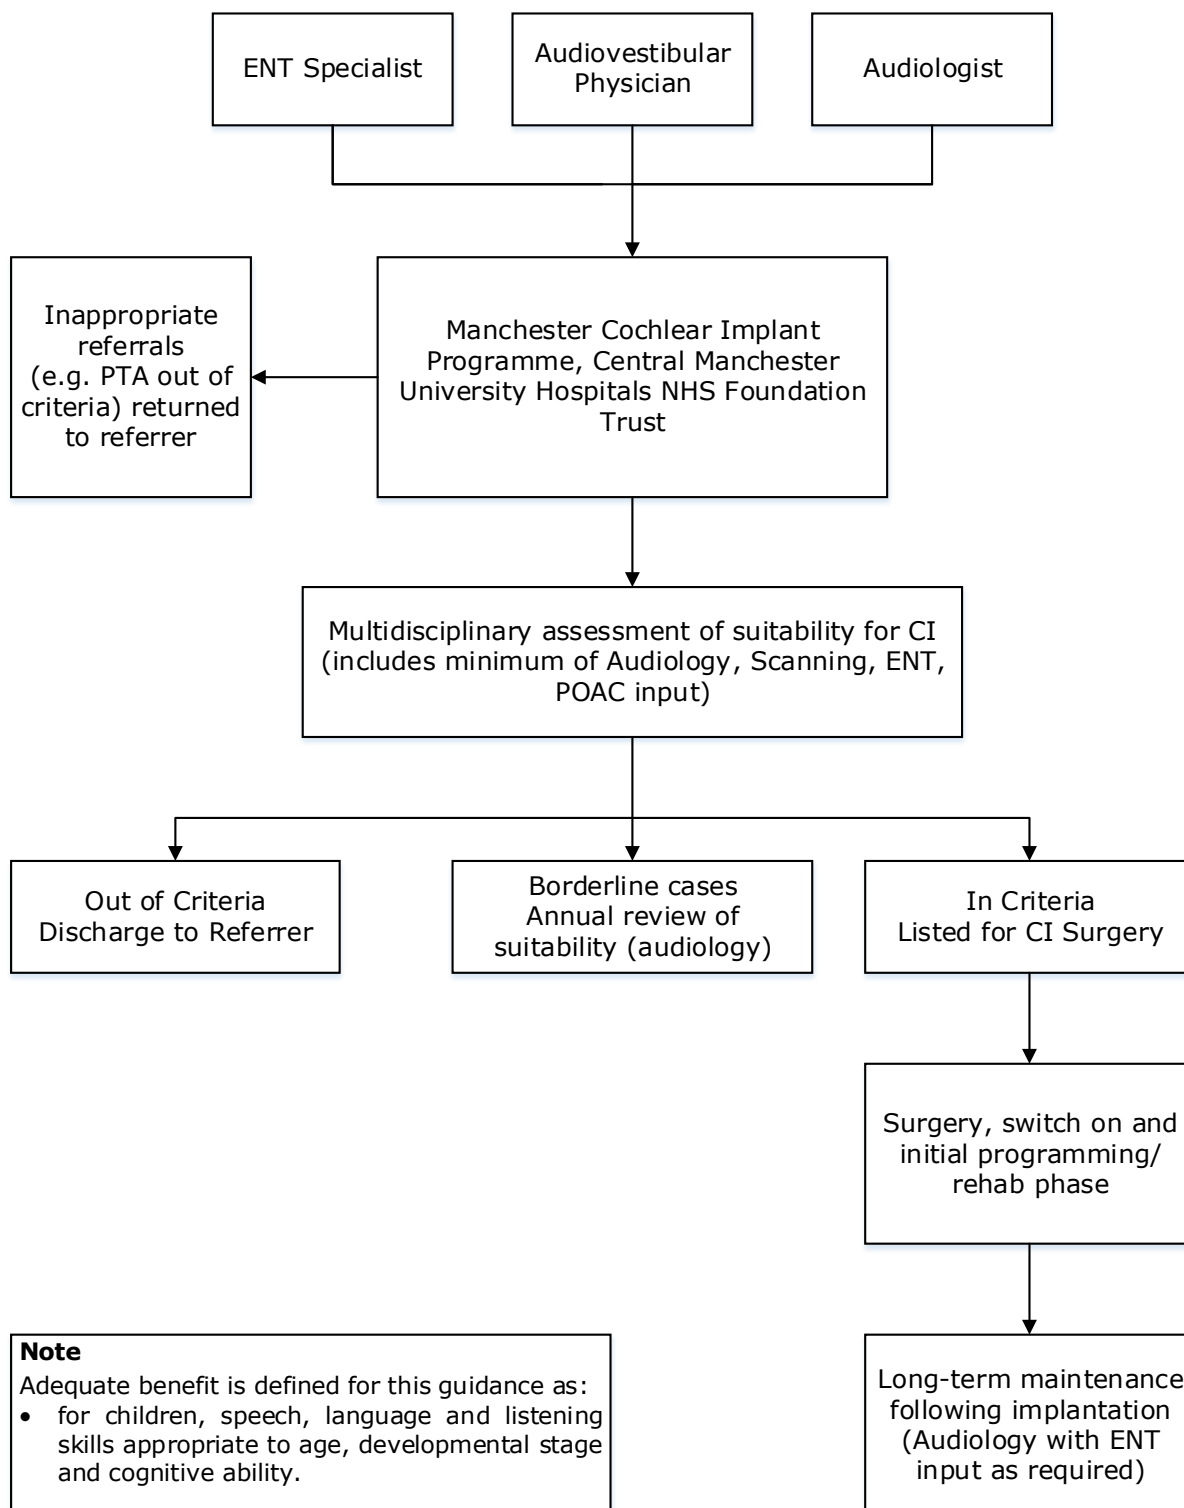 ENT Specialist
Audiovestibular
Physician
Audiologist
Inappropriate
referrals
(e.g. PTA out of
criteria) returned
to referrer
Manchester Cochlear Implant
Programme, Central Manchester
University Hospitals NHS Foundation
Trust
Multidisciplinary assessment of suitability for CI
(includes minimum of Audiology, Scanning, ENT,
POAC input)
Out of Criteria
Discharge to Referrer
Borderline cases
Annual review of
suitability (audiology)
In Criteria
Listed for CI Surgery
Surgery, switch on and
initial programming/
rehab phase
Note
Adequate benefit is defined for this guidance as:
• for children, speech, language and listening
skills appropriate to age, developmental stage
and cognitive ability.
Long-term maintenance
following implantation
(Audiology with ENT
input as required)